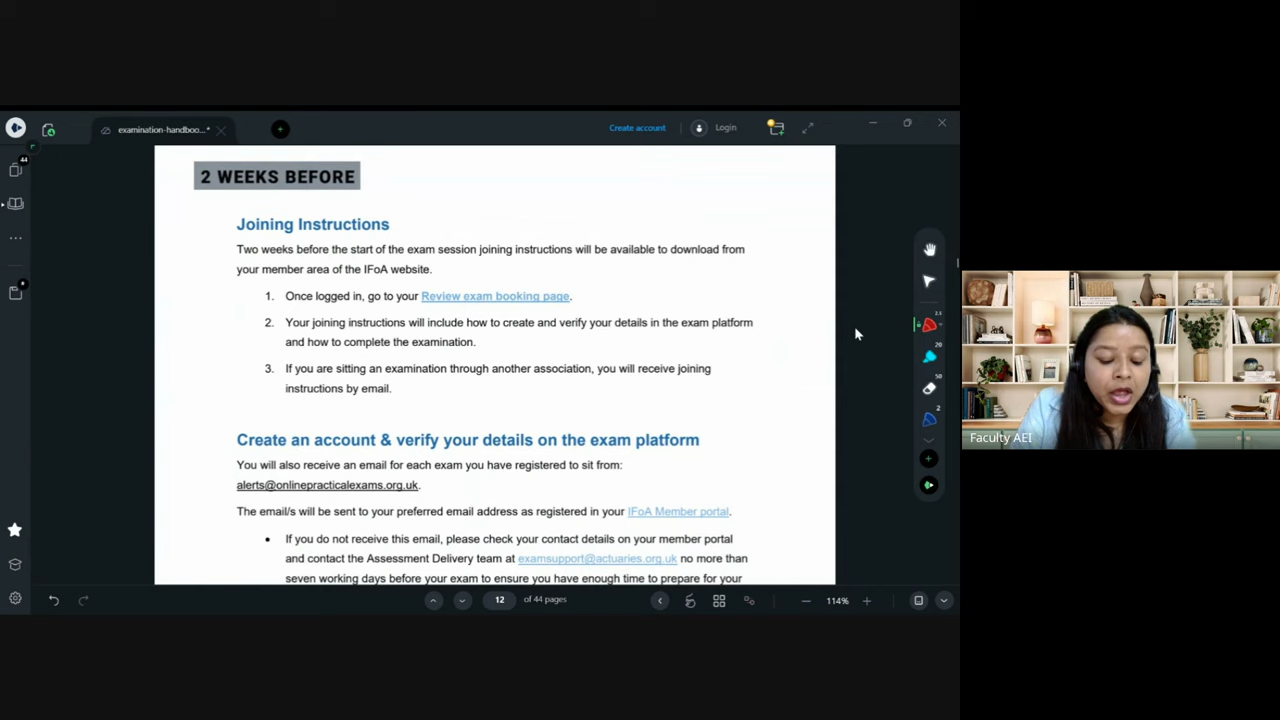 examination-handboo...*
Create account
Login
44
2 WEEKS BEFORE
Joining Instructions
Two weeks before the start of the exam session joining instructions will be available to download from
your member area of the IFoA website.
1. Once logged in, go to your Review exam booking page.
2. Your joining instructions will include how to create and verify your details in the exam platform
and how to complete the examination.
3. If you are sitting an examination through another association, you will receive joining
instructions by email.
Create an account & verify your details on the exam platform
You will also receive an email for each exam you have registered to sit from:
alerts@onlinepracticalexams.org.uk.
The email/s will be sent to your preferred email address as registered in your IFoA Member portal.
• If you do not receive this email, please check your contact details on your member portal
and contact the Assessment Delivery team at examsupport@actuaries.org.uk no more than
seven working days before your exam to ensure you have enough time to prepare for your
2.5
20
50
2
Faculty AEI
12 of 44 pages
114%